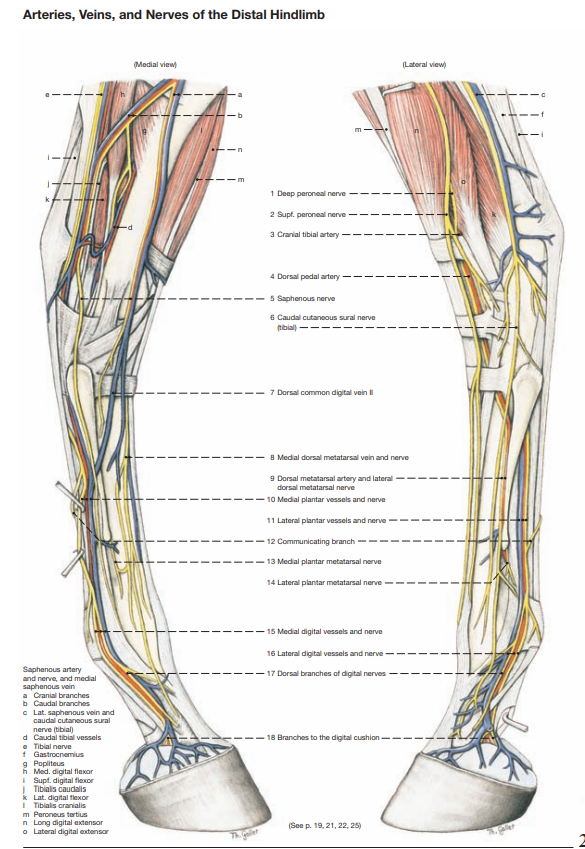 Arteries, Veins, and Nerves of the Distal Hindlimb
(Medial view)
(Lateral view)
e
h
a
b
g
l
n
i
m
j
k
d
c
f
m
n
i
o
k
1 Deep peroneal nerve
2 Supf. peroneal nerve
3 Cranial tibial artery
4 Dorsal pedal artery
5 Saphenous nerve
6 Caudal cutaneous sural nerve
(tibial)
7 Dorsal common digital vein II
8 Medial dorsal metatarsal vein and nerve
9 Dorsal metatarsal artery and lateral
dorsal metatarsal nerve
10 Medial plantar vessels and nerve
11 Lateral plantar vessels and nerve
12 Communicating branch
13 Medial plantar metatarsal nerve
14 Lateral plantar metatarsal nerve
15 Medial digital vessels and nerve
16 Lateral digital vessels and nerve
17 Dorsal branches of digital nerves
18 Branches to the digital cushion
Saphenous artery
and nerve, and medial
saphenous vein
a Cranial branches
b Caudal branches
c Lat. saphenous vein and
caudal cutaneous sural
nerve (tibial)
d Caudal tibial vessels
e Tibial nerve
f Gastrocnemius
g Popliteus
h Med. digital flexor
i Supf. digital flexor
j Tibialis caudalis
k Lat. digital flexor
l Tibialis cranialis
m Peroneus tertius
n Long digital extensor
o Lateral digital extensor
Th. Geller
(See p. 19, 21, 22, 25)
Th. Geller